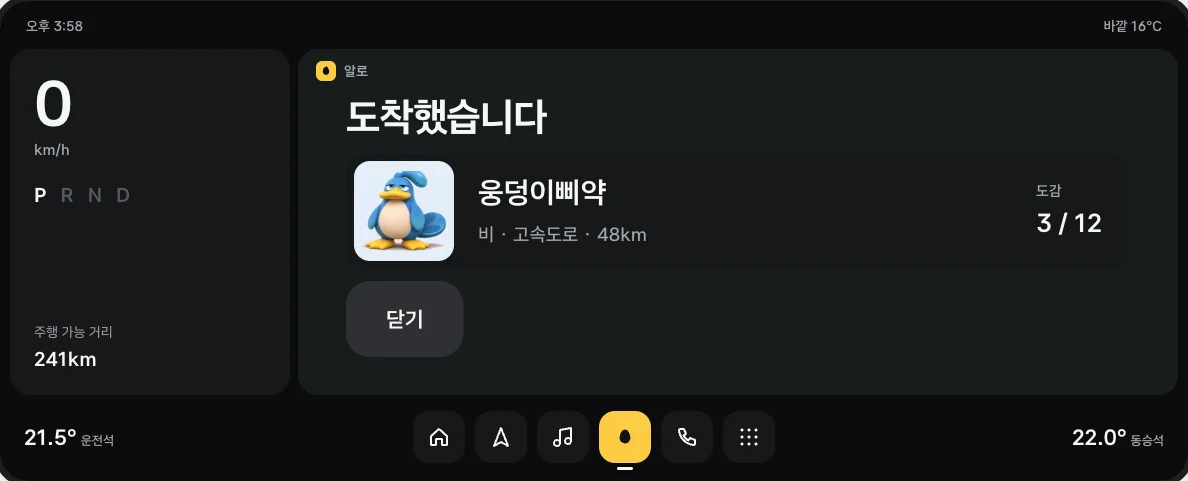 오후 3:58
바깥 16°C
0
km/h
P R N D
주행 가능 거리
241km
알로
도착했습니다
웅덩이삐약
비 · 고속도로 · 48km
도감
3 / 12
닫기
21.5° 운전석
22.0° 동승석